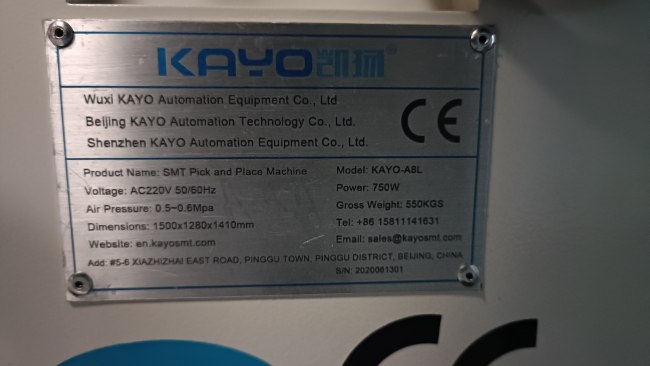 KAYO凯扬®
Wuxi KAYO Automation Equipment Co., Ltd
Beijing KAYO Automation Technology Co., Ltd.
Shenzhen KAYO Automation Equipment Co., Ltd.
CE
Product Name: SMT Pick and Place Machine
Model: KAYO-A8L
Voltage: AC220V 50/60Hz
Power: 750W
Air Pressure: 0.5~0.6Mpa
Gross Weight: 550KGS
Dimensions: 1500x1280x1410mm
Tel: +86 15811141631
Website: en.kayosmt.com
Email: sales@kayosmt.com
Add: #5-6 XIAZHIZHAI EAST ROAD, PINGGU TOWN, PINGGU DISTRICT, BEIJING, CHINA
S/N: 2020061301